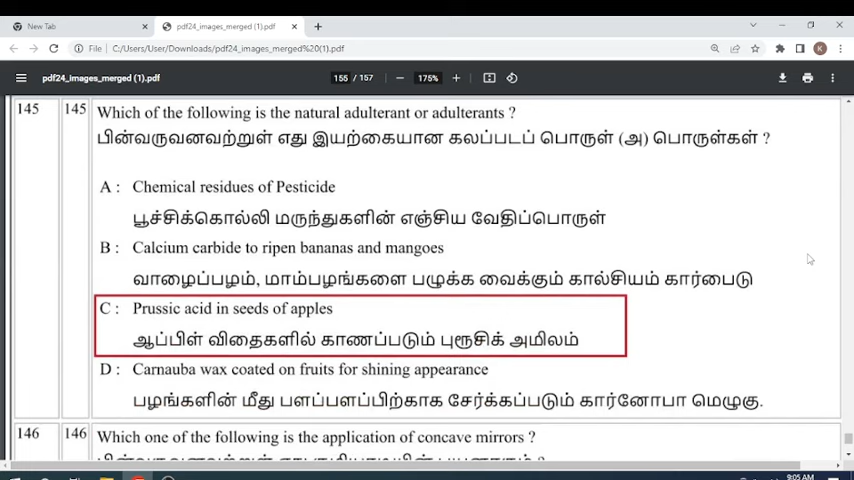 New Tab
pdf24_images_merged (1).pdf
File | C:/Users/User/Downloads/pdf24_images_merged%20(1).pdf
K
pdf24_images_merged (1).pdf
155 / 157
175%
145 145 Which of the following is the natural adulterant or adulterants ?
பின்வருவனவற்றுள் எது இயற்கையான கலப்படப் பொருள் (அ) பொருள்கள் ?
A : Chemical residues of Pesticide
பூச்சிக்கொல்லி மருந்துகளின் எஞ்சிய வேதிப்பொருள்
B : Calcium carbide to ripen bananas and mangoes
வாழைப்பழம், மாம்பழங்களை பழுக்க வைக்கும் கால்சியம் கார்பைடு
C : Prussic acid in seeds of apples
ஆப்பிள் விதைகளில் காணப்படும் புரூசிக் அமிலம்
D : Carnauba wax coated on fruits for shining appearance
பழங்களின் மீது பளப்பளப்பிற்காக சேர்க்கப்படும் கார்னோபா மெழுகு.
146 146 Which one of the following is the application of concave mirrors ?
9:05 AM